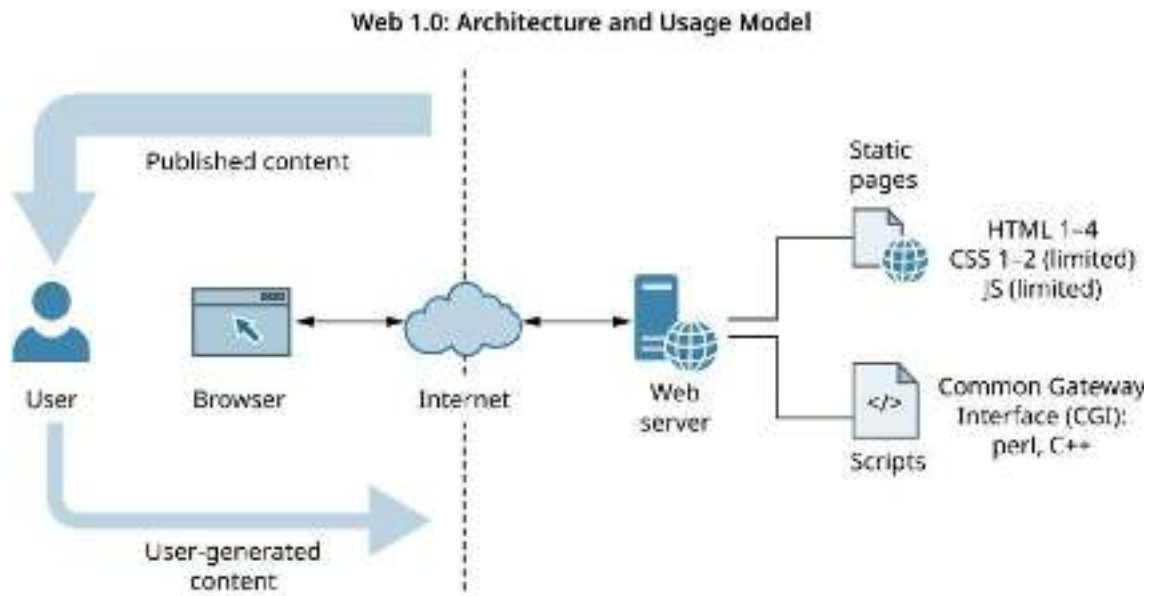 Web 1.0: Architecture and Usage Model
Published content
Static
pages
HTML 1–4
CSS 1–2 (limited)
JS (limited)
User
Browser
Internet
Web
server
</>
Common Gateway
Interface (CGI):
perl, C++
Scripts
User-generated
content